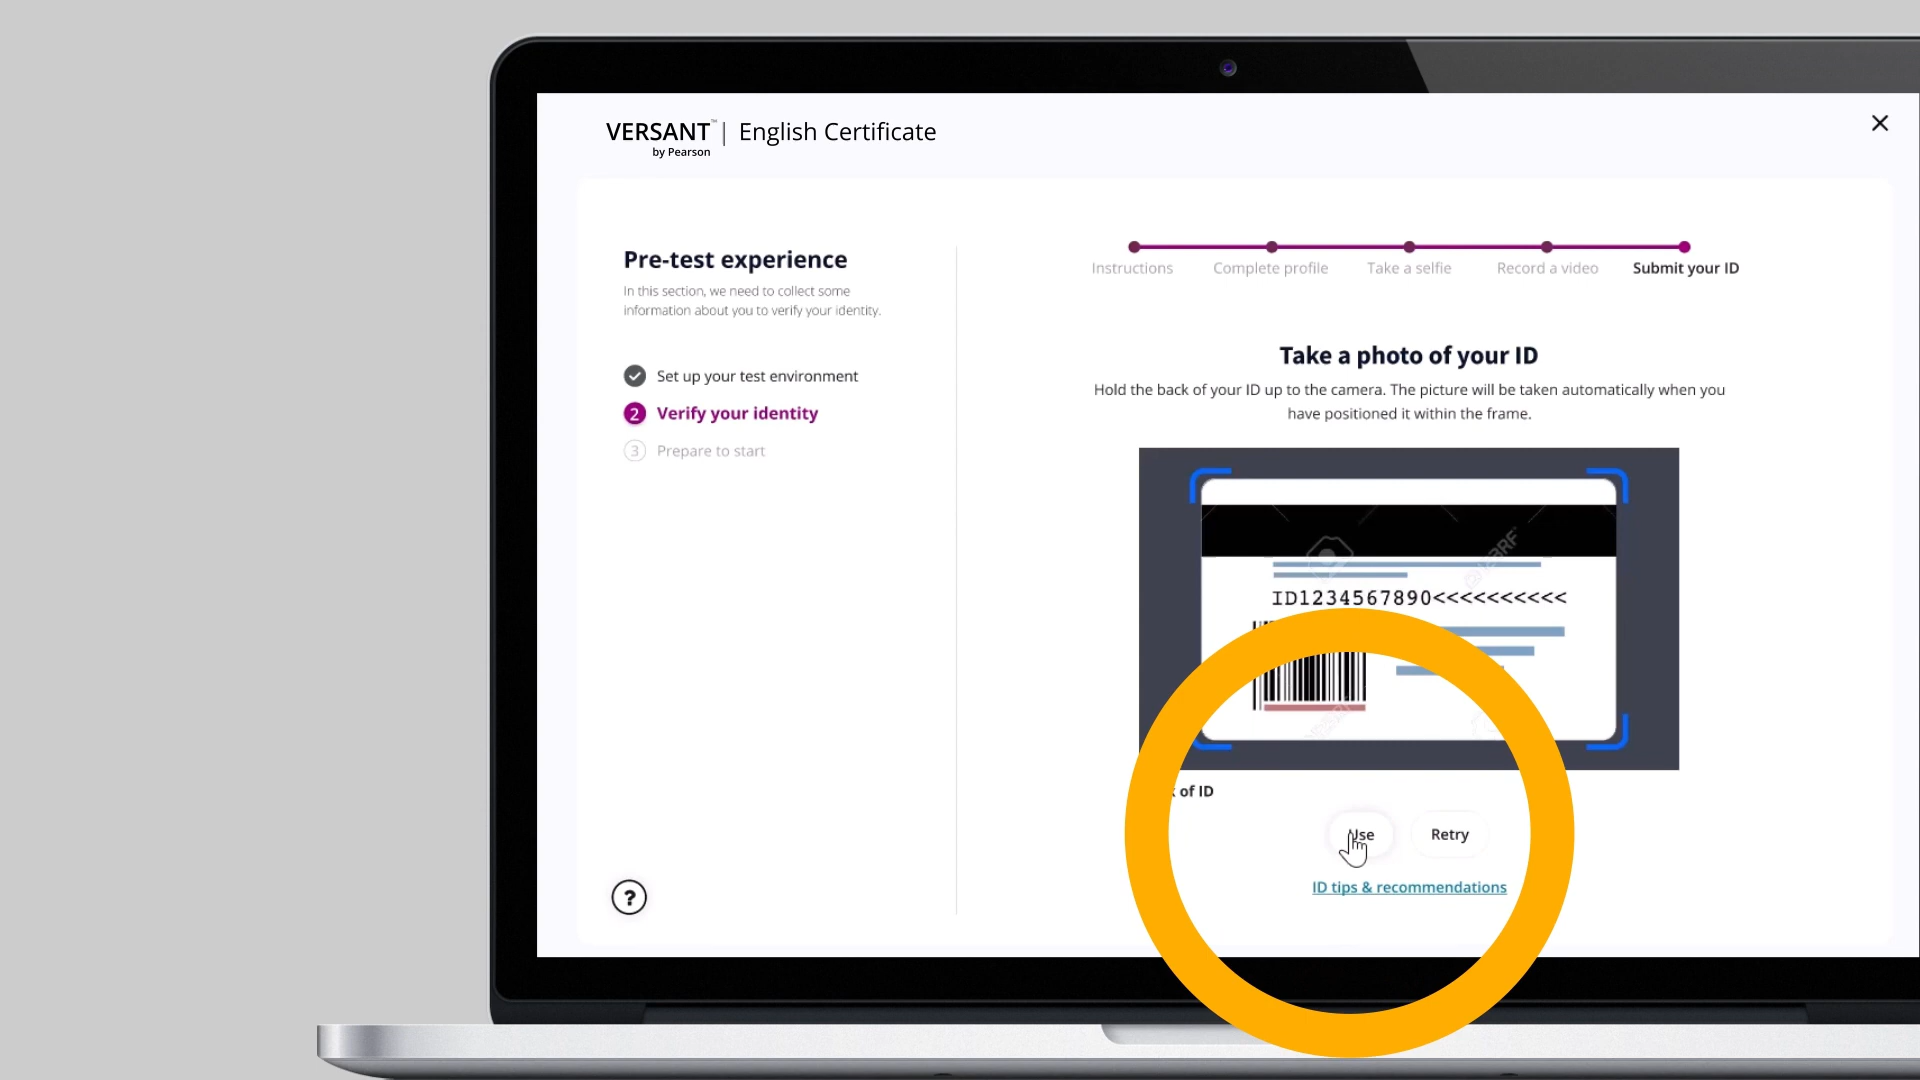 VERSANT™ | English Certificate
by Pearson
Pre-test experience
In this section, we need to collect some
information about you to verify your identity.
Set up your test environment
2 Verify your identity
3 Prepare to start
?
Instructions
Complete profile
Take a selfie
Record a video
Submit your ID
Take a photo of your ID
Hold the back of your ID up to the camera. The picture will be taken automatically when you
have positioned it within the frame.
ID1234567890<<<<<<<<<<
of ID
Use
Retry
ID tips & recommendations